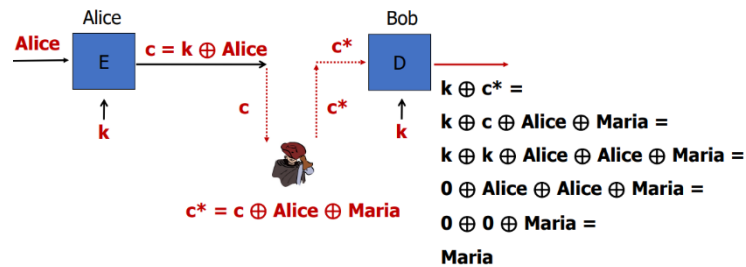 Alice
Bob
Alice
E
c = k ⊕ Alice
c*
D
c
c*
k
k
k ⊕ c* =
k ⊕ c ⊕ Alice ⊕ Maria =
k ⊕ k ⊕ Alice ⊕ Alice ⊕ Maria =
0 ⊕ Alice ⊕ Alice ⊕ Maria =
0 ⊕ 0 ⊕ Maria =
Maria
c* = c ⊕ Alice ⊕ Maria